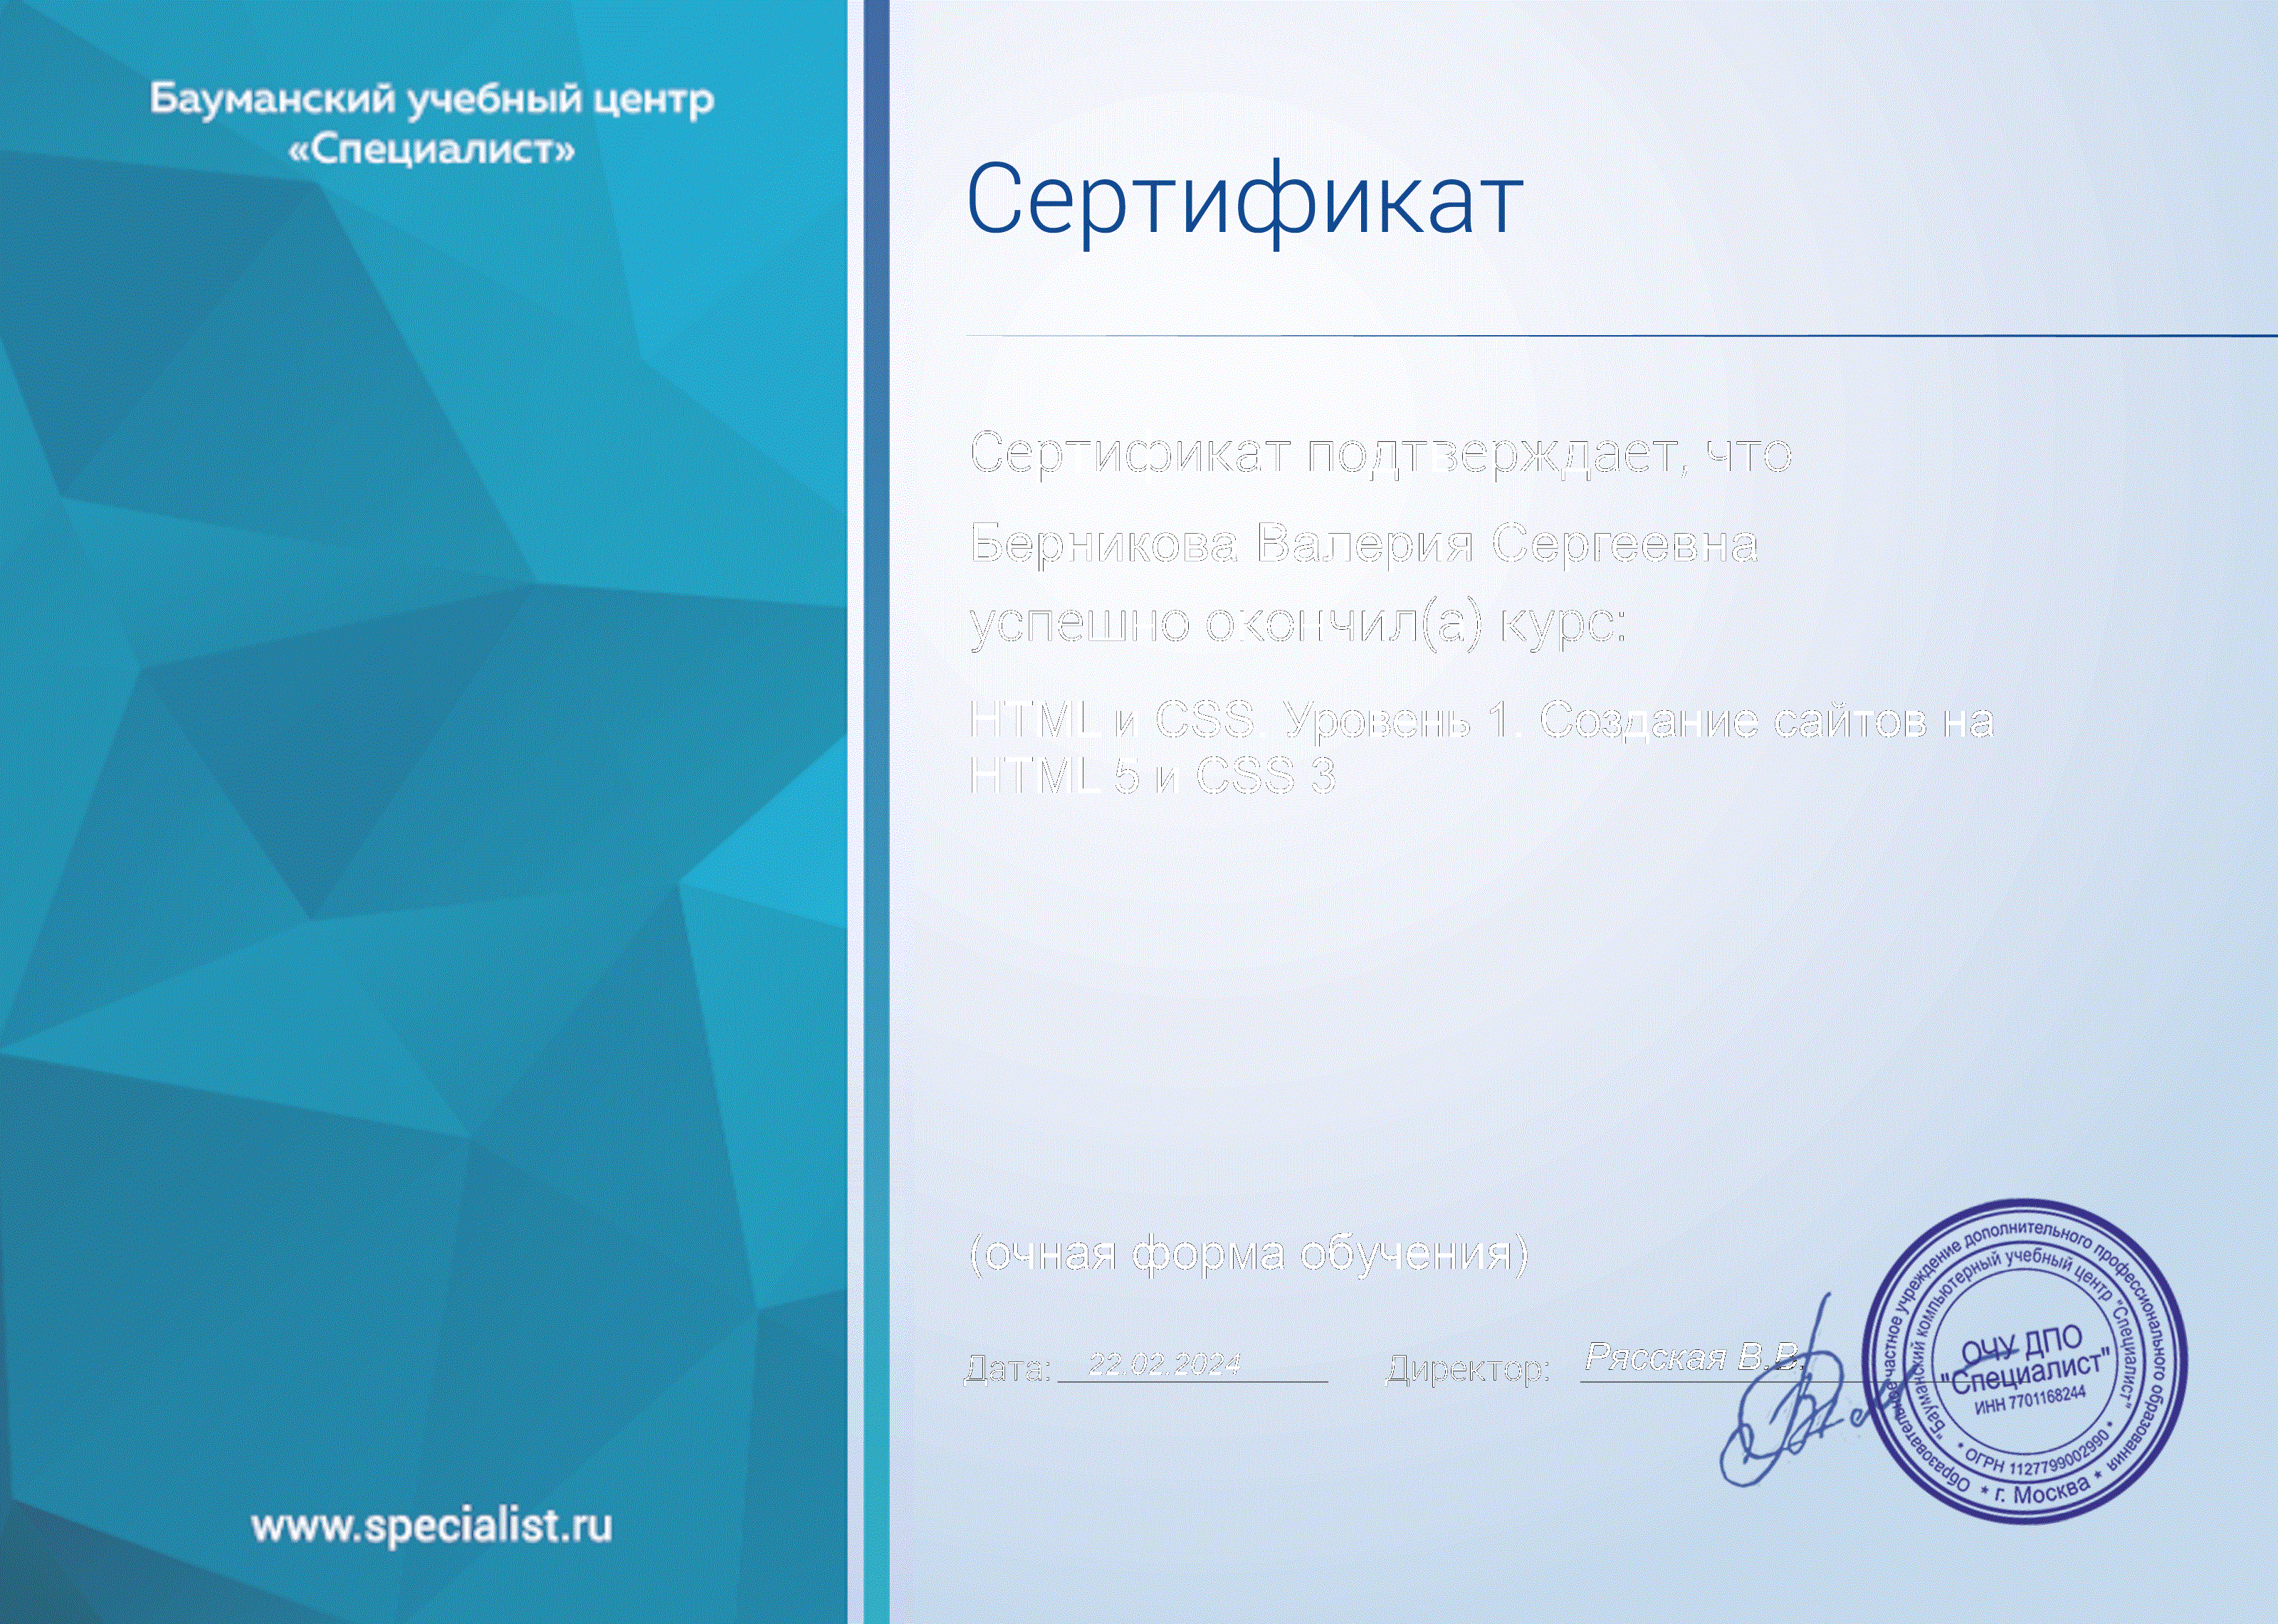 Бауманский учебный центр
«Специалист»
Сертификат
Сертификат подтверждает, что
Берникова Валерия Сергеевна
успешно окончил(а) курс:
HTML и CSS. Уровень 1. Создание сайтов на
HTML 5 и CSS 3
(очная форма обучения)
Дата: 22.02.2024 Директор: Рясская В.В.
Образовательное частное учреждение дополнительного профессионального образования
* г. Москва *
"Бауманский компьютерный учебный центр "Специалист"
* ОГРН 1127799002990 *
ОЧУ ДПО
"Специалист"
ИНН 7701168244
www.specialist.ru